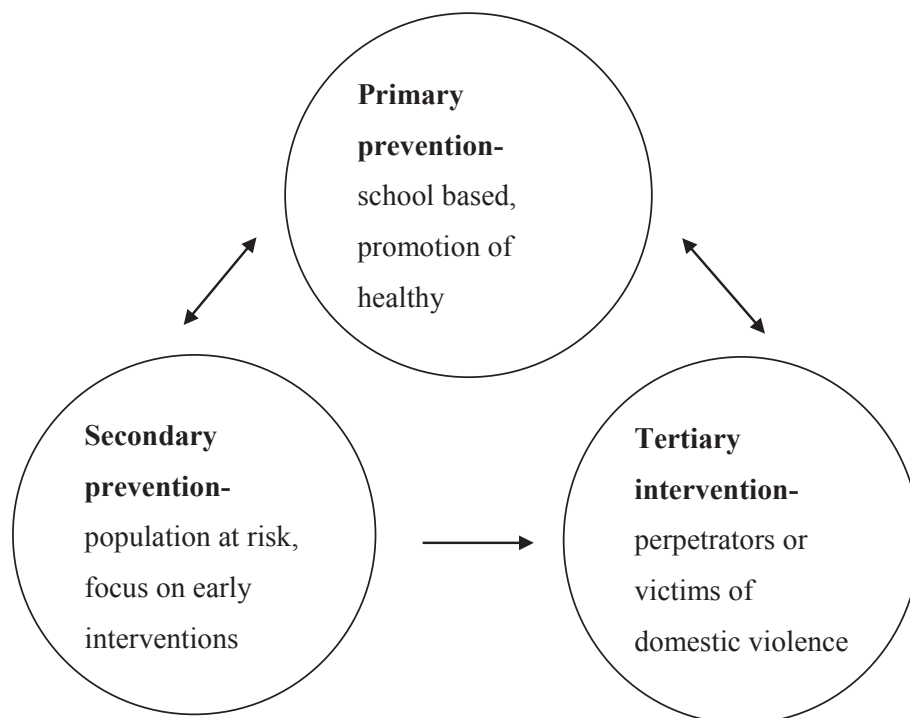 Primary
prevention-
school based,
promotion of
healthy
Secondary
prevention-
population at risk,
focus on early
interventions
Tertiary
intervention-
perpetrators or
victims of
domestic violence